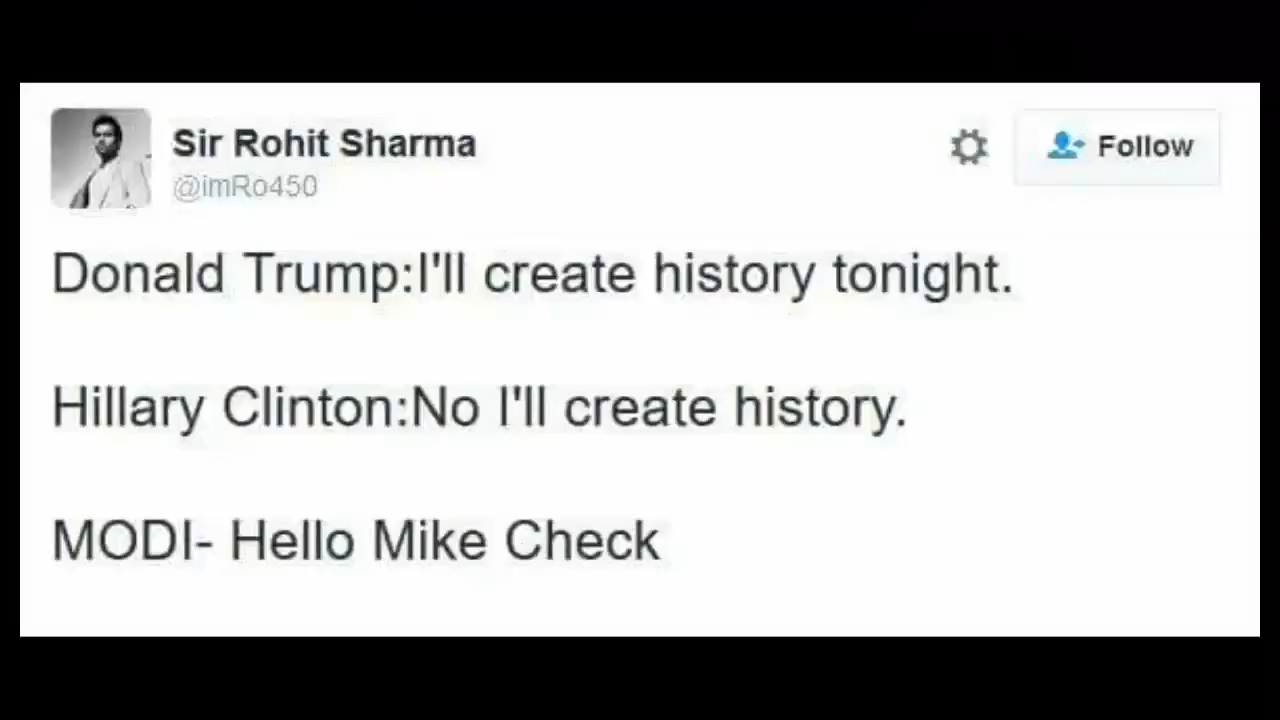 Sir Rohit Sharma
@imRo450
Follow
Donald Trump:I'll create history tonight.
Hillary Clinton:No I'll create history.
MODI- Hello Mike Check